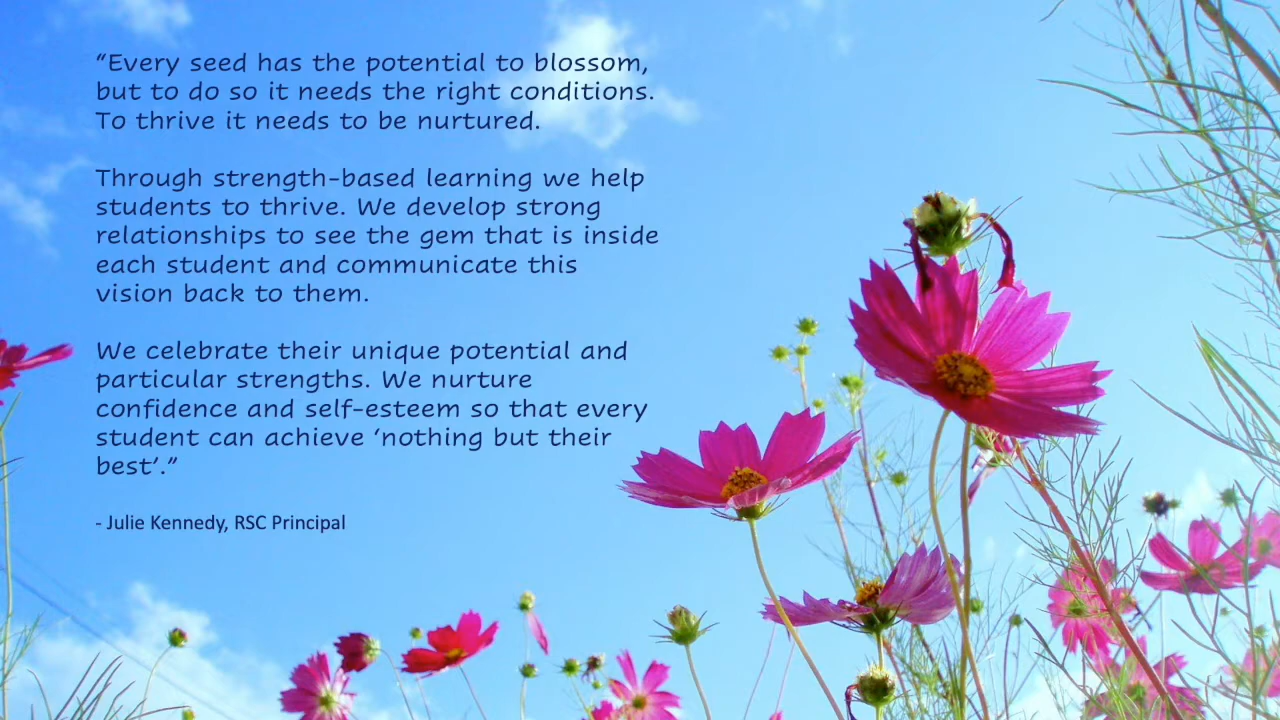 “Every seed has the potential to blossom,
but to do so it needs the right conditions.
To thrive it needs to be nurtured.
Through strength-based learning we help
students to thrive. We develop strong
relationships to see the gem that is inside
each student and communicate this
vision back to them.
We celebrate their unique potential and
particular strengths. We nurture
confidence and self-esteem so that every
student can achieve ‘nothing but their
best’.”
- Julie Kennedy, RSC Principal